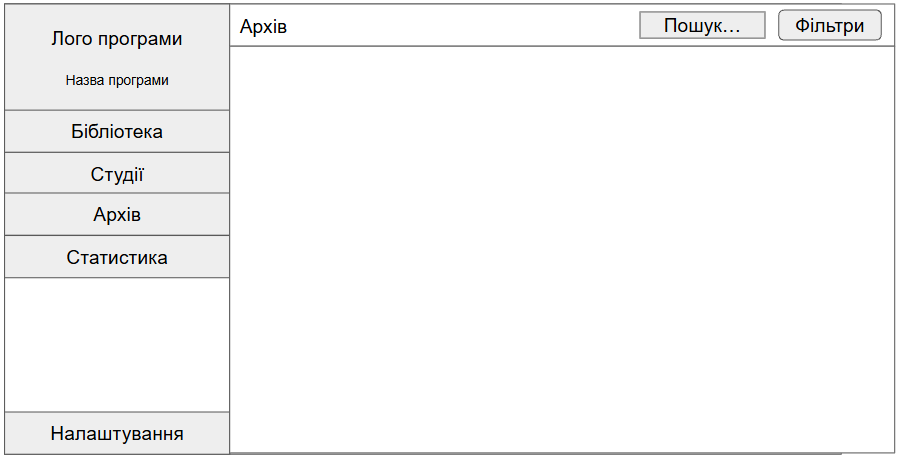 Лого програми
Назва програми
Бібліотека
Студії
Архів
Статистика
Налаштування
Архів
Пошук...
Фільтри